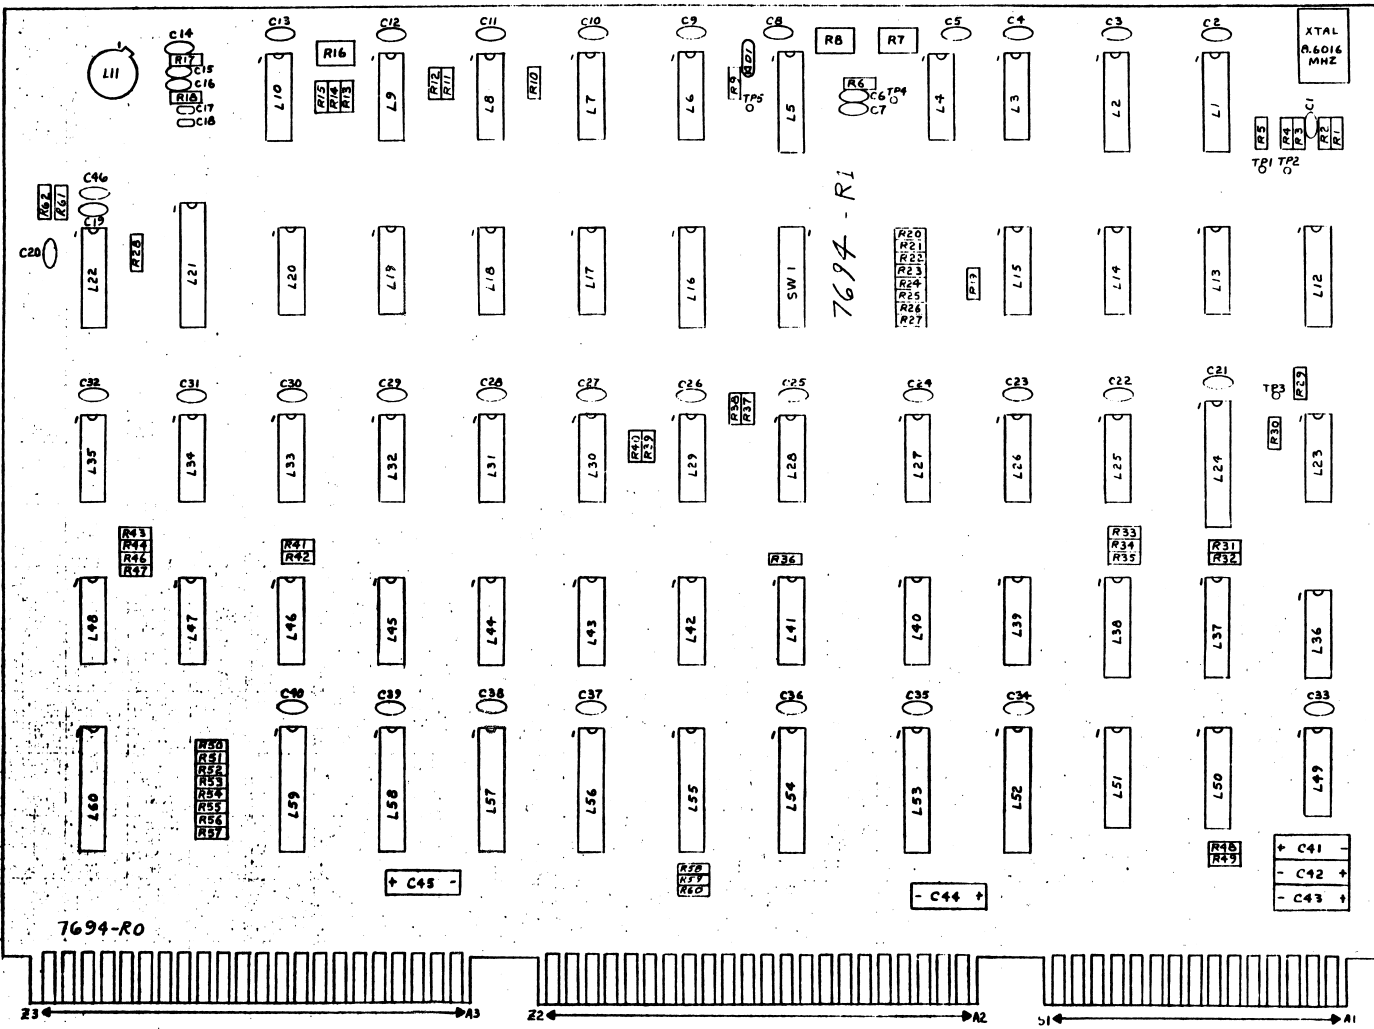 C13 C12 C11 C10 C9 C8 C5 C4 C3 C2
C14
R17
C15
C16
R18
C17
C18
L11
R16
R15 R14 R13
R12 R11
R10
R9
D1
TP5
R8 R7
R6
C6 TP4
C7
XTAL
8.6016
MHZ
C1
R5 R4 R3 R2 R1
TP1 TP2
L10 L9 L8 L7 L6 L5 L4 L3 L2 L1
R62 R61
C46
C19
C20
R28
7694 - R1
R20
R21
R22
R23
R24
R25
R26
R27
L22 L21 L20 L19 L18 L17 L16 SW1 L15 L14 L13 L12
C32 C31 C30 C29 C28 C27 C26 C25 C24 C23 C22 C21
TP3
R29
R30
R38 R37
R40 R39
L35 L34 L33 L32 L31 L30 L29 L28 L27 L26 L25 L24 L23
R43
R44
R46
R47
R41
R42
R36
R33
R34
R35
R31
R32
L48 L47 L46 L45 L44 L43 L42 L41 L40 L39 L38 L37 L36
C40 C39 C38 C37 C36 C35 C34 C33
R50
R51
R52
R53
R54
R55
R56
R57
L60 L59 L58 L57 L56 L55 L54 L53 L52 L51 L50 L49
R48
R49
R58
R59
R60
+ C45 -
- C44 +
+ C41 -
- C42 +
- C43 +
7694-R0
Z3 A3 Z2 A2 S1 A1